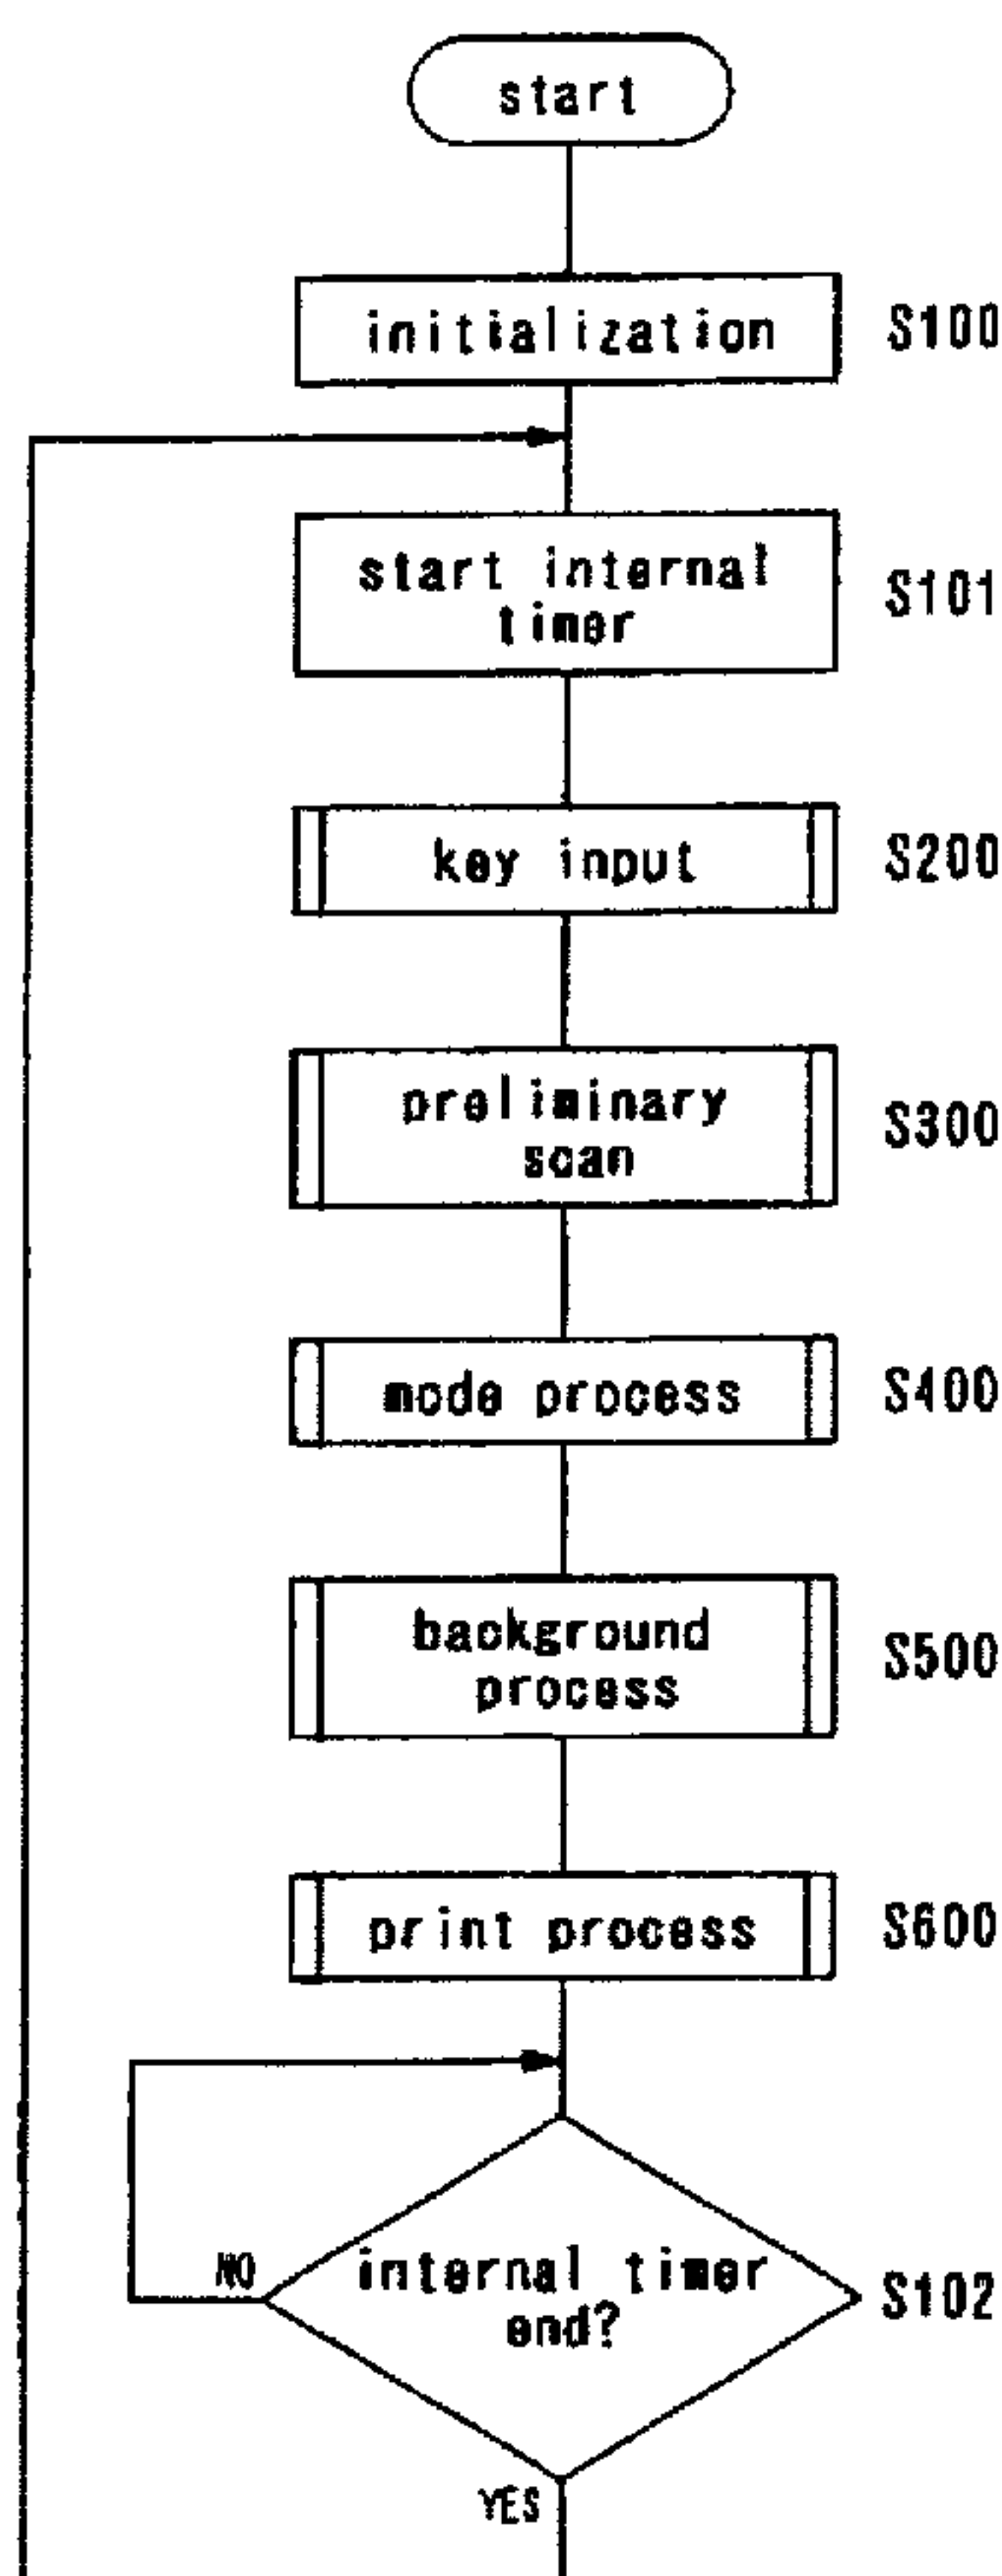 start
initialization
S100
start internal
timer
S101
key input
S200
preliminary
scan
S300
mode process
S400
background
process
S500
print process
S600
NO
internal timer
end?
S102
YES